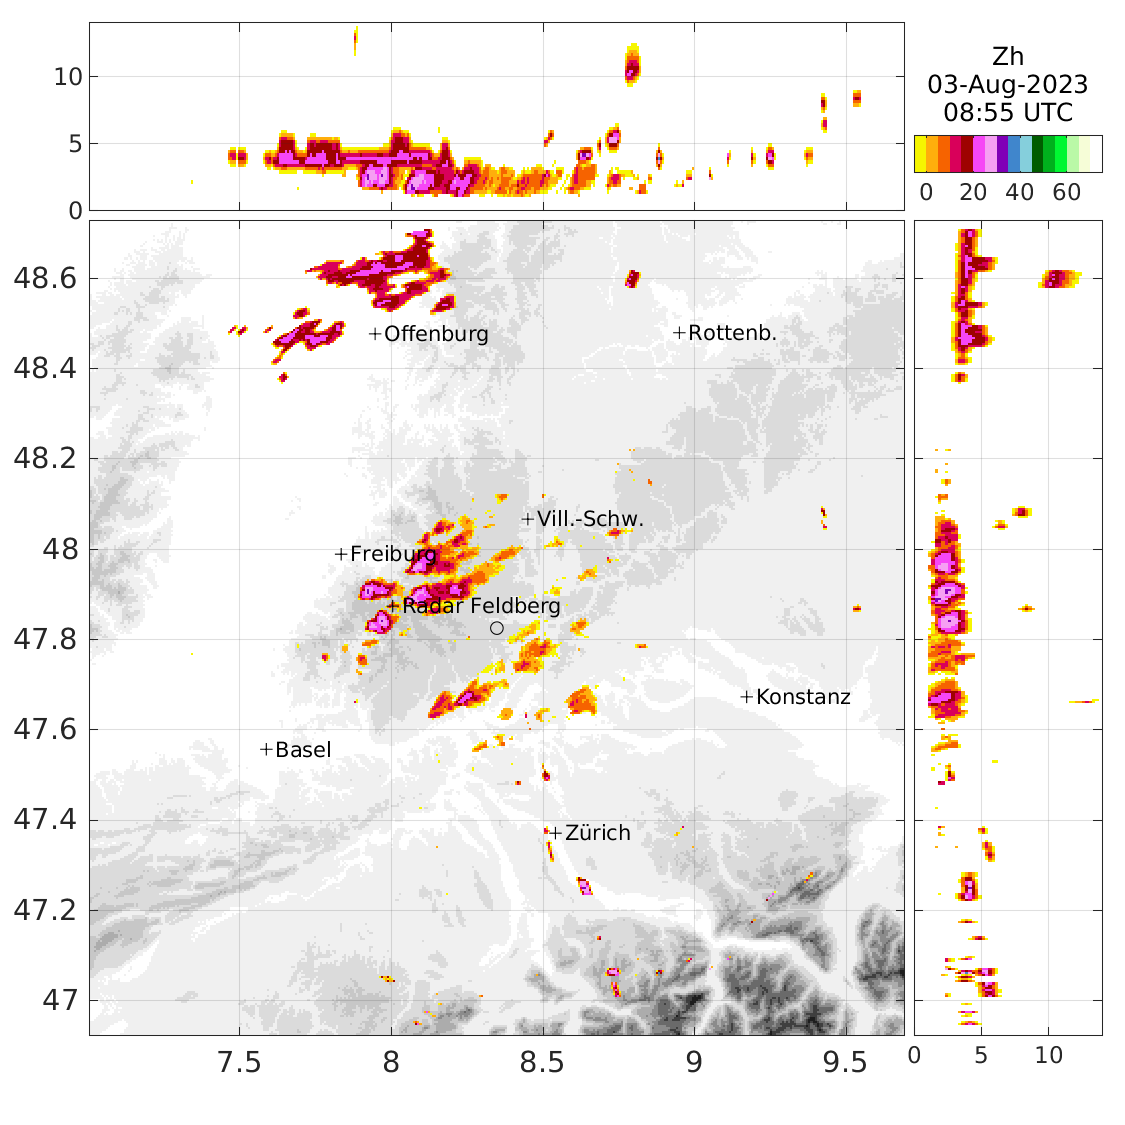 Zh
03-Aug-2023
08:55 UTC
0 20 40 60
10
5
0
48.6
48.4
48.2
48
47.8
47.6
47.4
47.2
47
+Offenburg
+Rottenb.
+Vill.-Schw.
+Freiburg
+Radar Feldberg
+Konstanz
+Basel
+Zürich
7.5 8 8.5 9 9.5
0 5 10